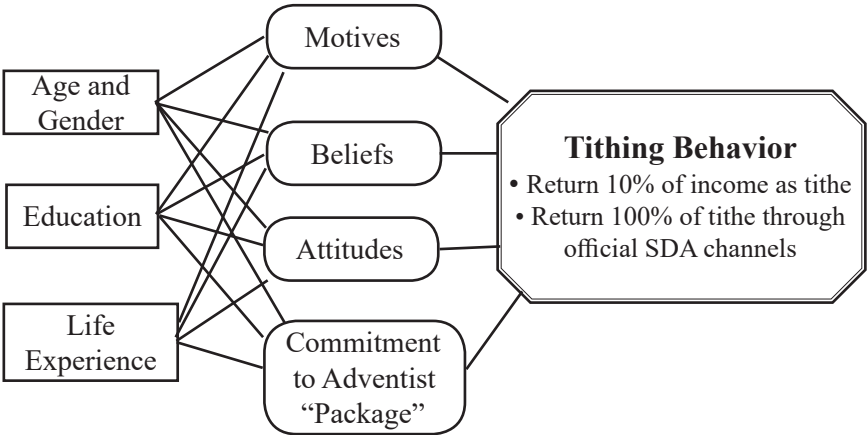 Age and
Gender
Education
Life
Experience
Motives
Beliefs
Attitudes
Commitment
to Adventist
“Package”
Tithing Behavior
• Return 10% of income as tithe
• Return 100% of tithe through
official SDA channels